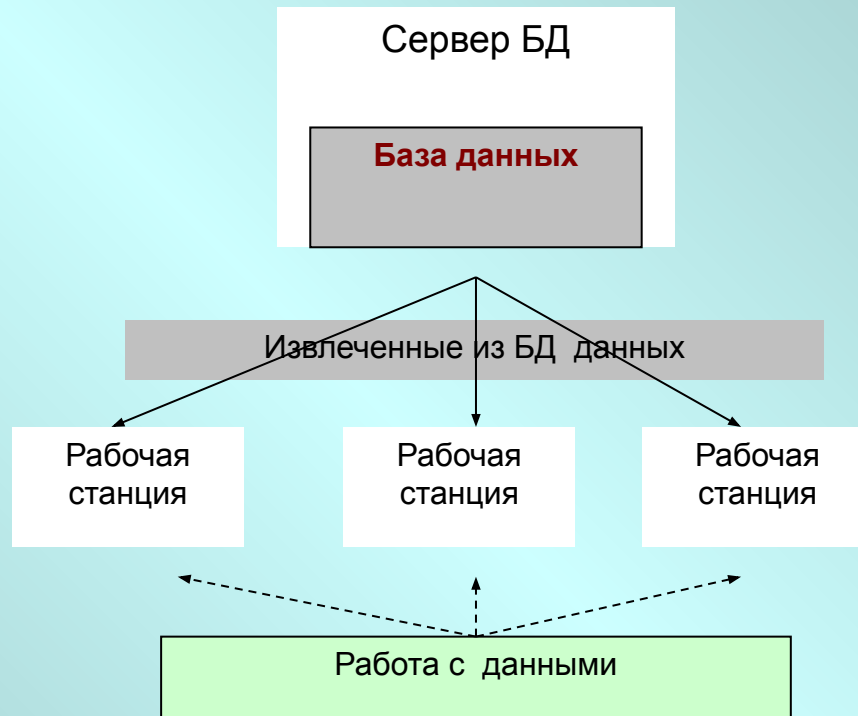 Сервер БД
База данных
Извлеченные из БД  данных
Рабочая
станция
Рабочая
станция
Рабочая
станция
Работа с  данными